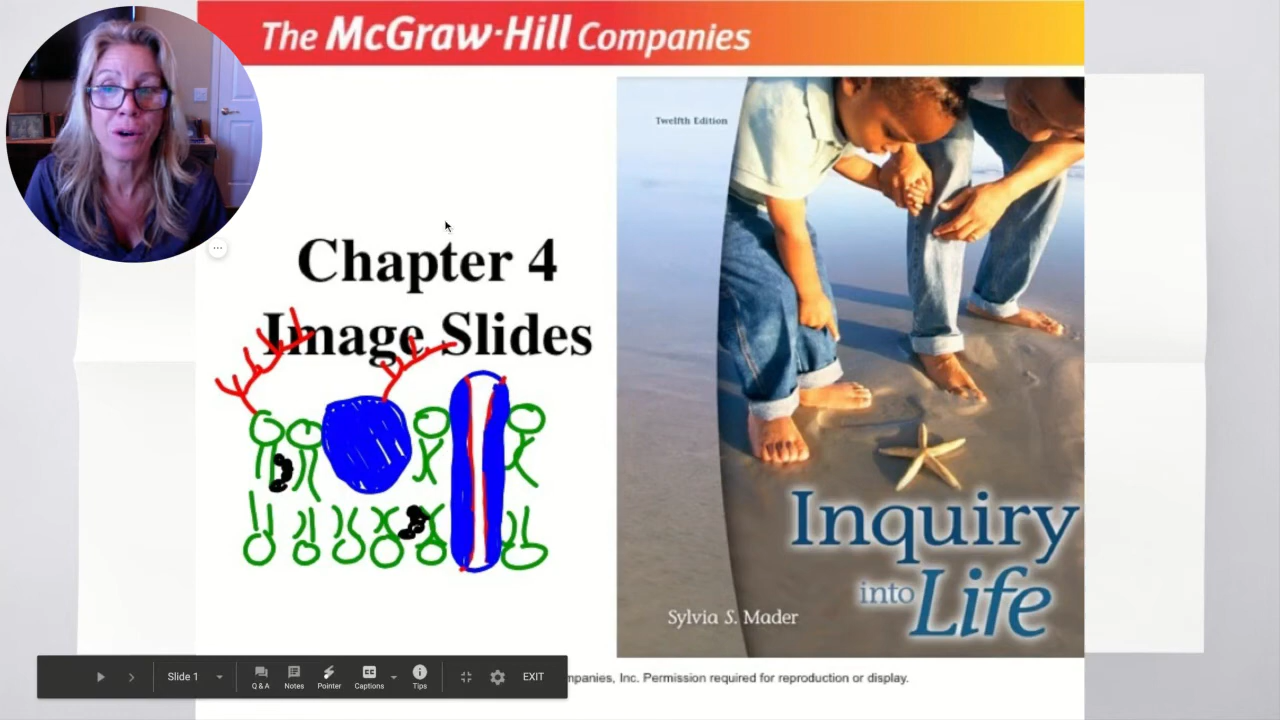 The McGraw-Hill Companies
Twelfth Edition
Chapter 4
Image Slides
Inquiry
into Life
Sylvia S. Mader
Slide 1
Q & A
Notes
Pointer
Captions
Tips
EXIT
Inc. Permission required for reproduction or display.